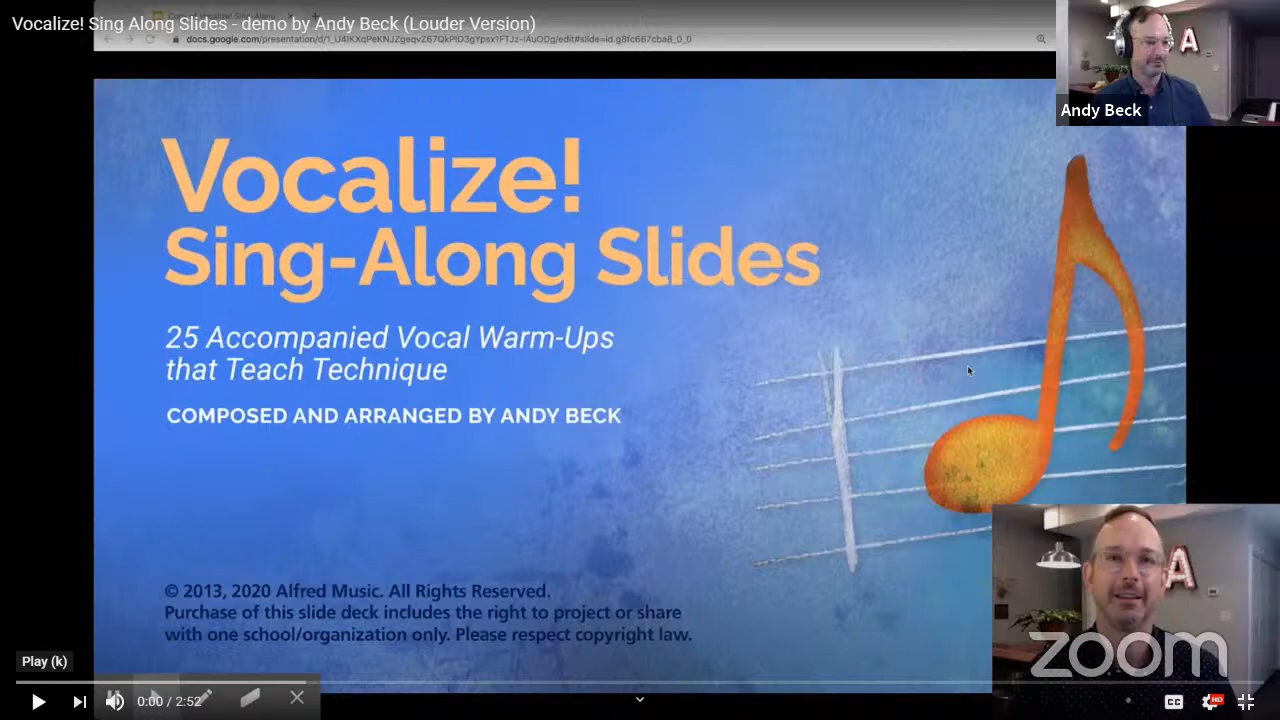 Vocalize! Sing Along Slides - demo by Andy Beck (Louder Version)
A
Andy Beck
Vocalize!
Sing-Along Slides
25 Accompanied Vocal Warm-Ups
that Teach Technique
COMPOSED AND ARRANGED BY ANDY BECK
© 2013, 2020 Alfred Music. All Rights Reserved.
Purchase of this slide deck includes the right to project or share
with one school/organization only. Please respect copyright law.
A
zoom
Play (k)
0:00 / 2:52
CC
HD